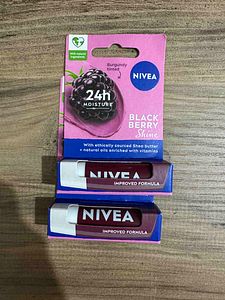 Burgundy
tinted
NIVEA
24h
MOISTURE
BLACK
BERRY
Shine
With ethically sourced Shea butter
+ natural oils enriched with vitamins
NIVEA
IMPROVED FORMULA
NIVEA
IMPROVED FORMULA